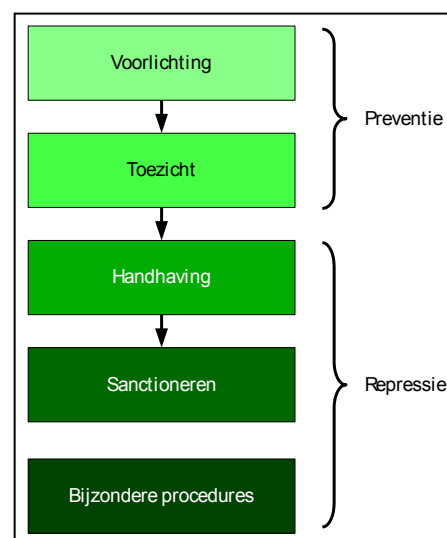 Voorlichting
Preventie
Toezicht
Handhaving
Sanctioneren
Repressie
Bijzondere procedures